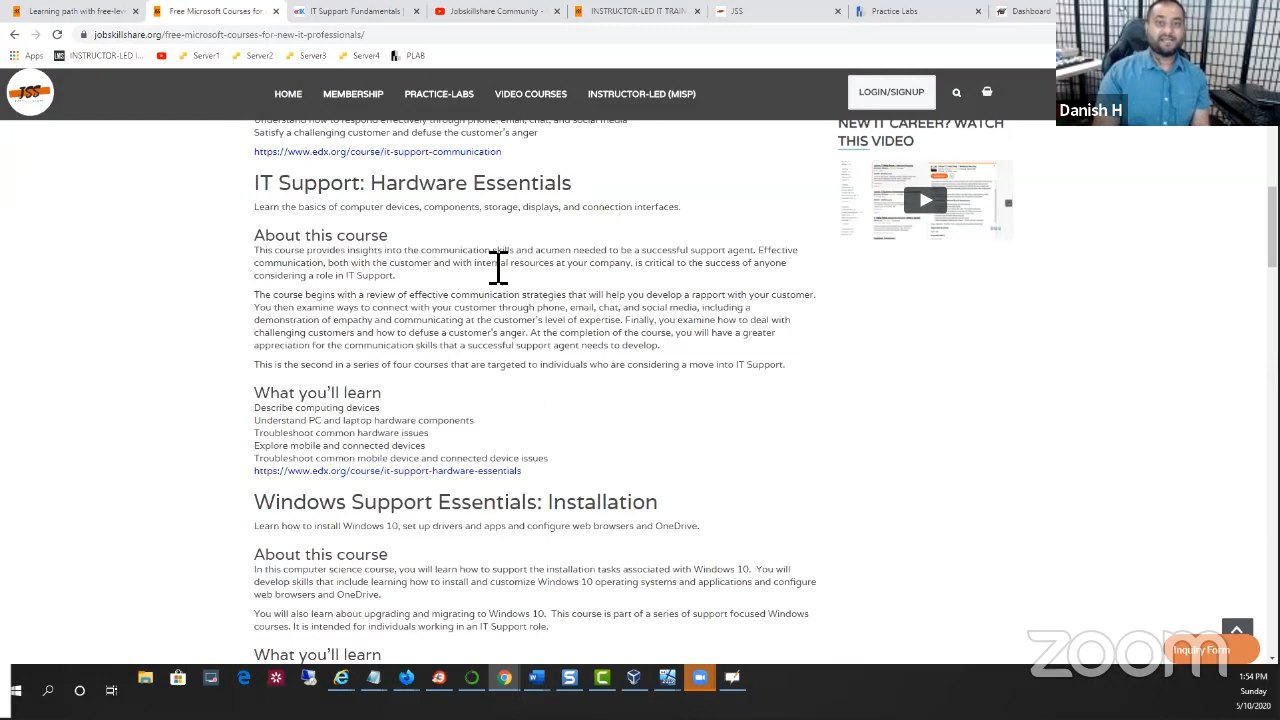 Learning path with free-lev
Free Microsoft Courses for
IT Support Fundamentals |
Jobskillshare Community -
INSTRUCTOR-LED IT TRAIN
JSS
Practice Labs
Dashboard
jobskillshare.org/free-microsoft-courses-for-new-it-professional/
Apps
INSTRUCTOR-LED I...
Server1
Server2
Server3
Server4
PLAB
JSS
HOME
MEMBERSHIP
PRACTICE-LABS
VIDEO COURSES
INSTRUCTOR-LED (MISP)
LOGIN/SIGNUP
Danish H
through phone, email, chat, and social media
Satisfy a challenging customer and defuse the customer's anger
https://www.edx.org/course/it-support-communication
Support: Hardware Essentials
basics of computer devices, components, storage, drivers, and connection interfaces.
About this course
This course emphasizes the customer communication and acumen needed to be a successful support agent. Effective
communication, both with the customer and with internal resources at your company, is critical to the success of anyone
considering a role in IT Support.
The course begins with a review of effective communication strategies that will help you develop a rapport with your customer.
You then examine ways to connect with your customer through phone, email, chat, and social media, including a
demonstration of empathy and communicating at the customer's level of expertise. Finally, you examine how to deal with
challenging customers and how to defuse a customer's anger. At the completion of the course, you will have a greater
appreciation for the communication skills that a successful support agent needs to develop.
This is the second in a series of four courses that are targeted to individuals who are considering a move into IT Support.
What you'll learn
Describe computing devices
Understand PC and laptop hardware components
Troubleshoot common hardware issues
Explore mobile and connected devices
Troubleshoot common mobile device and connected device issues
https://www.edx.org/course/it-support-hardware-essentials
Windows Support Essentials: Installation
Learn how to install Windows 10, set up drivers and apps and configure web browsers and OneDrive.
About this course
In this computer science course, you will learn how to support the installation tasks associated with Windows 10. You will
develop skills that include learning how to install and customize Windows 10 operating systems and applications and configure
web browsers and OneDrive.
You will also learn about upgrading and migrating to Windows 10. This course is part of a series of support focused Windows
courses. It is intended for individuals working in an IT Support role.
What you'll learn
NEW IT CAREER? WATCH
THIS VIDEO
zoom
Inquiry Form
1:54 PM
Sunday
5/10/2020